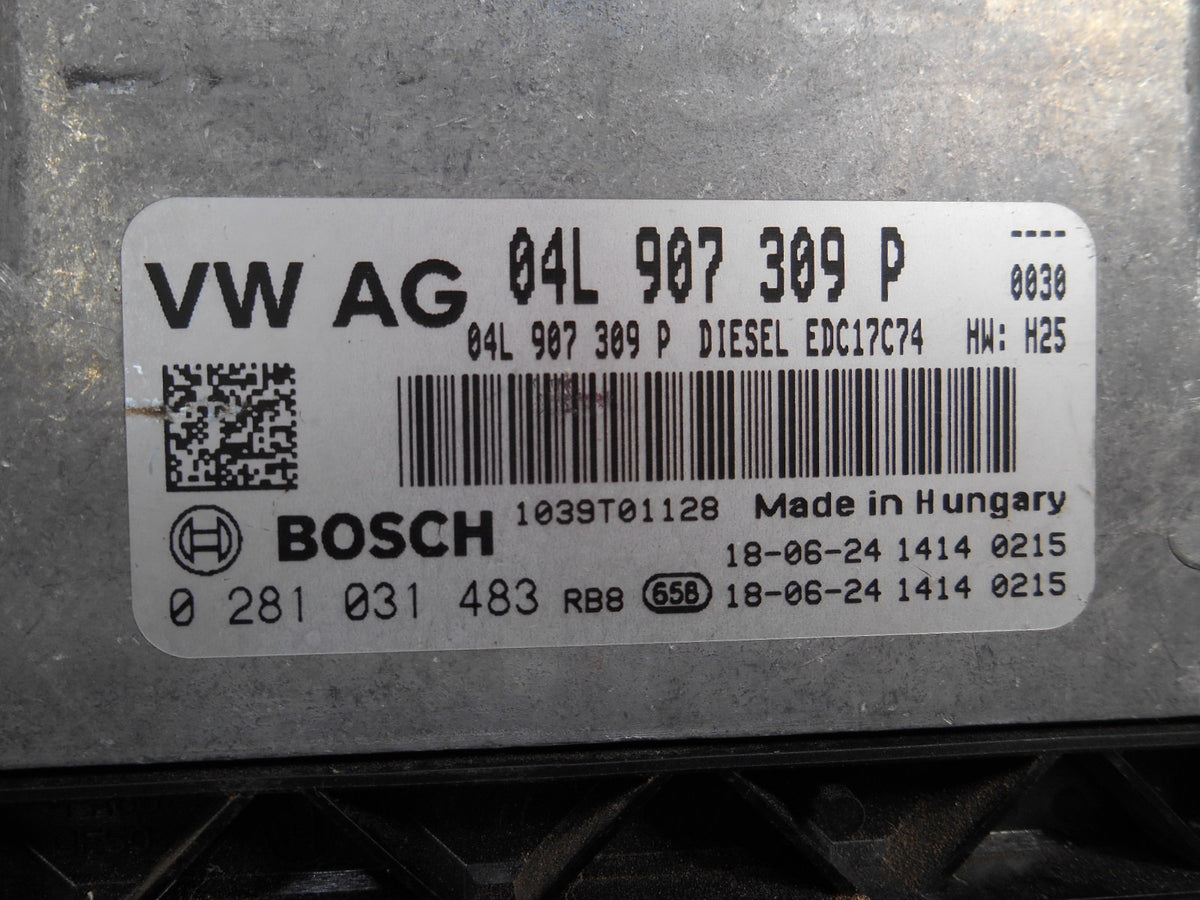 VW AG 04L 907 309 P ----
0030
04L 907 309 P DIESEL EDC17C74 HW: H25
BOSCH 1039T01128 Made in Hungary
18-06-24 1414 0215
0 281 031 483 RB8 65B 18-06-24 1414 0215